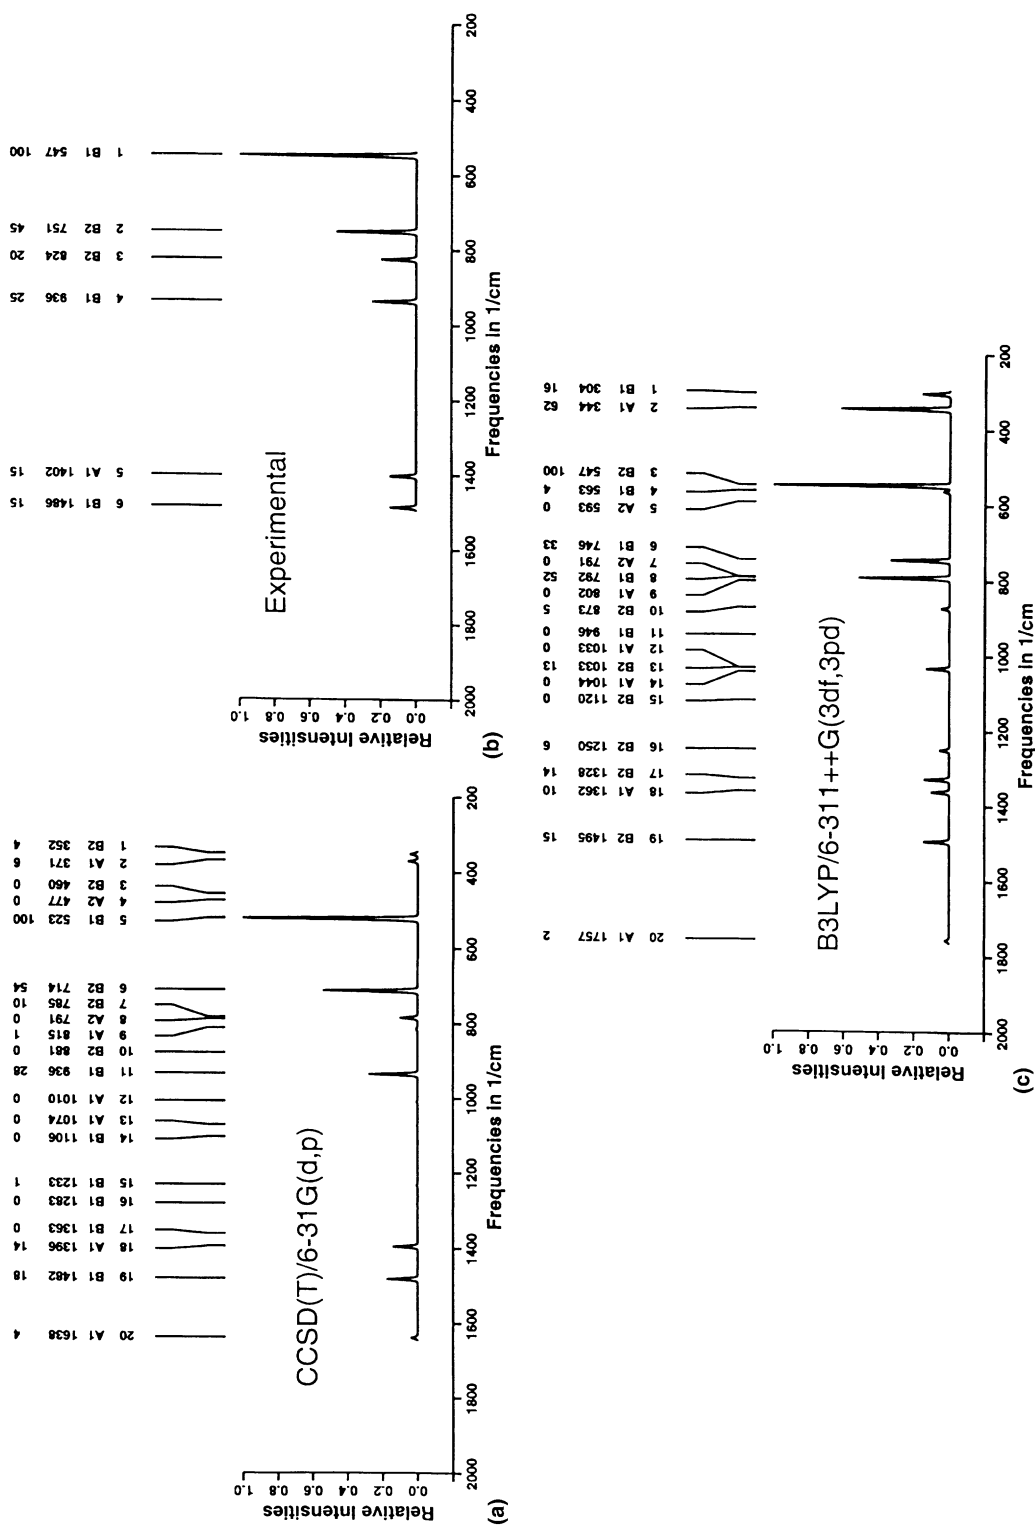 4 6 0 0 100 54 10 0 1 0 28 0 0 0 1 0 0 14 18 4
352 371 460 477 523 714 785 791 815 881 936 1010 1074 1106 1233 1283 1363 1396 1482 1638
B2 A1 B2 A2 B1 B2 B2 A2 A1 B2 B1 A1 A1 B1 B1 B1 B1 A1 B1 A1
1 2 3 4 5 6 7 8 9 10 11 12 13 14 15 16 17 18 19 20
CCSD(T)/6-31G(d,p)
Relative Intensities
1.0 0.8 0.6 0.4 0.2 0.0
2000 1800 1600 1400 1200 1000 800 600 400 200
Frequencies in 1/cm
(a)
100 45 20 25 15 15
547 751 824 936 1402 1486
B1 B2 B2 B1 A1 B1
1 2 3 4 5 6
Experimental
Relative Intensities
1.0 0.8 0.6 0.4 0.2 0.0
2000 1800 1600 1400 1200 1000 800 600 400 200
Frequencies in 1/cm
(b)
16 62 100 4 0 33 0 52 0 5 0 0 13 0 0 6 14 10 15 2
304 344 547 563 593 746 791 792 802 873 946 1033 1033 1044 1120 1250 1328 1362 1495 1757
B1 A1 B2 B1 A2 B1 A2 B1 A1 B2 B1 A1 B2 A1 B2 B2 B2 A1 B2 A1
1 2 3 4 5 6 7 8 9 10 11 12 13 14 15 16 17 18 19 20
B3LYP/6-311++G(3df,3pd)
Relative Intensities
1.0 0.8 0.6 0.4 0.2 0.0
2000 1800 1600 1400 1200 1000 800 600 400 200
Frequencies in 1/cm
(c)